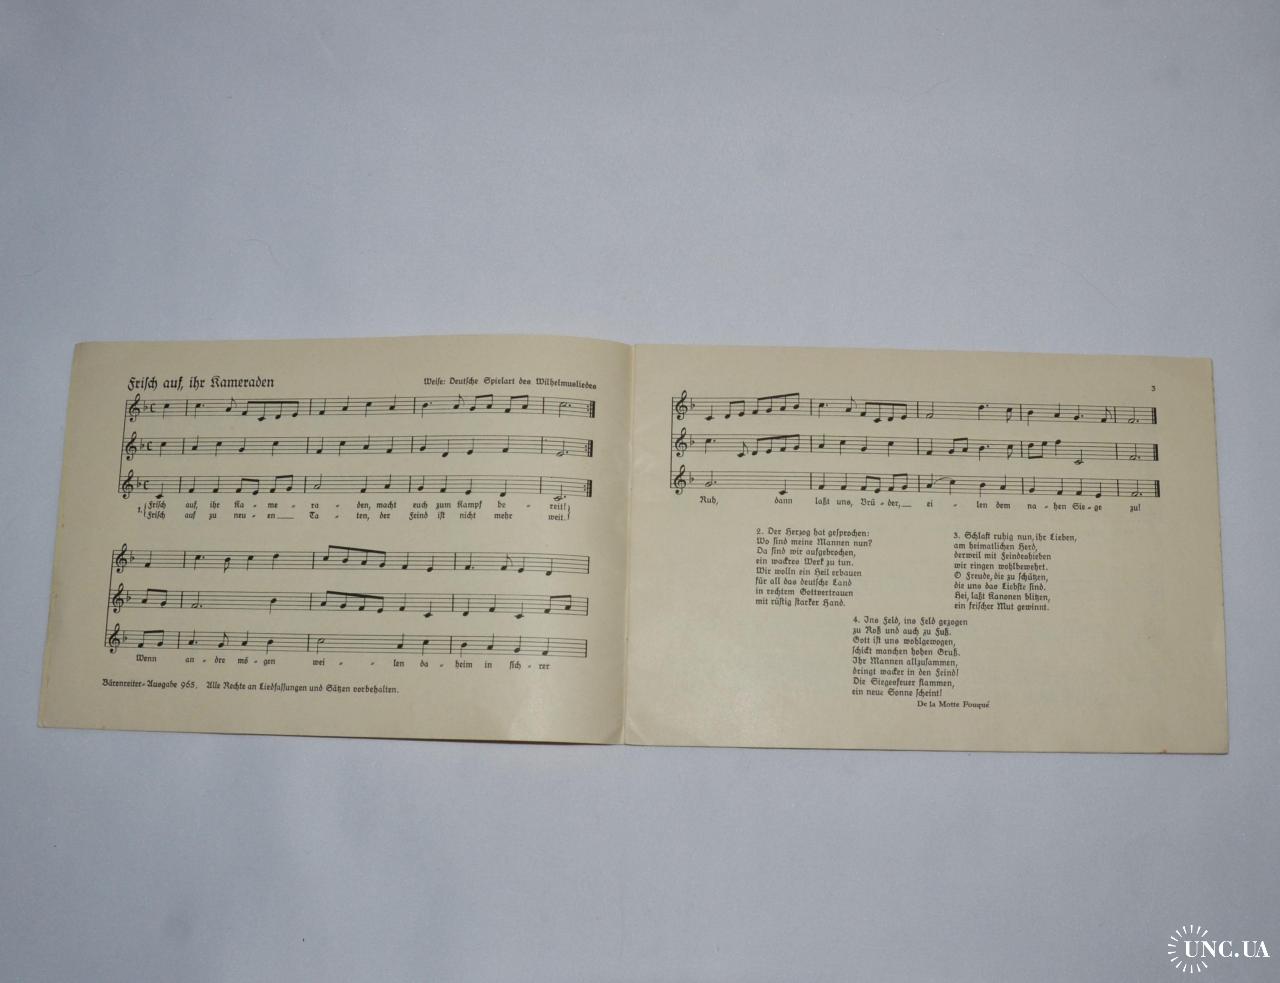 Frisch auf, ihr Kameraden
Weise: Deutsche Spielart des Wilhelmusliedes
1. Frisch auf, ihr Ka - me - ra - den, macht euch zum Kampf be - reit!
Frisch auf zu neu - en Ta - ten, der Feind ist nicht mehr weit.
Wenn an - dre mö - gen wei - len da - heim in sich - rer
Bärenreiter-Ausgabe 965. Alle Rechte an Liedfassungen und Sätzen vorbehalten.
3
Ruh, dann laßt uns, Brü - der, ei - len dem na - hen Sie - ge zu!
2. Der Herzog hat gesprochen:
Wo sind meine Mannen nun?
Da sind wir aufgebrochen,
ein wackres Werk zu tun.
Wir wolln ein Heil erbauen
für all das deutsche Land
in rechtem Gottvertrauen
mit rüstig starker Hand.
3. Schlaft ruhig nun, ihr Lieben,
am heimatlichen Herd,
derweil mit Feindeshieben
wir ringen wohlbewehrt.
O Freude, die zu schützen,
die uns das Liebste sind.
Hei, laßt Kanonen blitzen,
ein frischer Mut gewinnt.
4. Ins Feld, ins Feld gezogen
zu Roß und auch zu Fuß.
Gott ist uns wohlgewogen,
schickt manchen hohen Gruß.
Ihr Mannen allzusammen,
dringt wacker in den Feind!
Die Siegesfeuer flammen,
ein neue Sonne scheint!
De la Motte Fouqué
UNC.UA